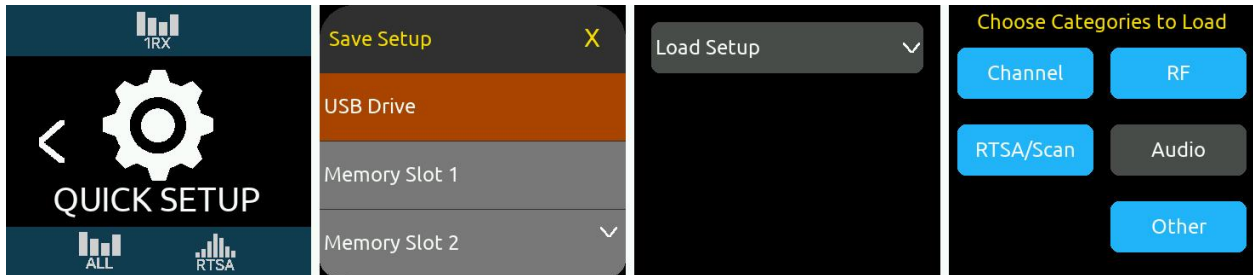 1RX
QUICK SETUP
ALL RTSA
Save Setup X
USB Drive
Memory Slot 1
Memory Slot 2
Load Setup
Choose Categories to Load
Channel RF
RTSA/Scan Audio
Other